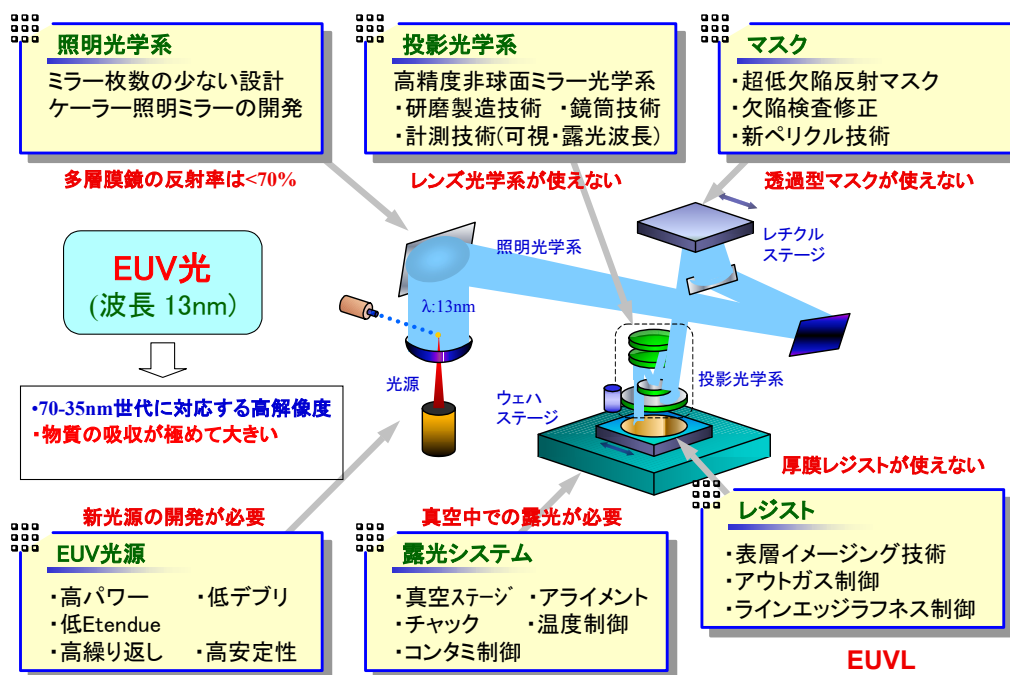 照明光学系
ミラー枚数の少ない設計
ケーラー照明ミラーの開発
投影光学系
高精度非球面ミラー光学系
・研磨製造技術 ・鏡筒技術
・計測技術(可視・露光波長)
マスク
・超低欠陥反射マスク
・欠陥検査修正
・新ペリクル技術
多層膜鏡の反射率は<70%
レンズ光学系が使えない
透過型マスクが使えない
EUV光
(波長 13nm)
照明光学系
レチクル
ステージ
λ:13nm
光源
ウェハ
ステージ
投影光学系
•70-35nm世代に対応する高解像度
・物質の吸収が極めて大きい
厚膜レジストが使えない
新光源の開発が必要
真空中での露光が必要
EUV光源
・高パワー ・低デブリ
・低Etendue
・高繰り返し ・高安定性
露光システム
・真空ステージ ・アライメント
・チャック ・温度制御
・コンタミ制御
レジスト
・表層イメージング技術
・アウトガス制御
・ラインエッジラフネス制御
EUVL